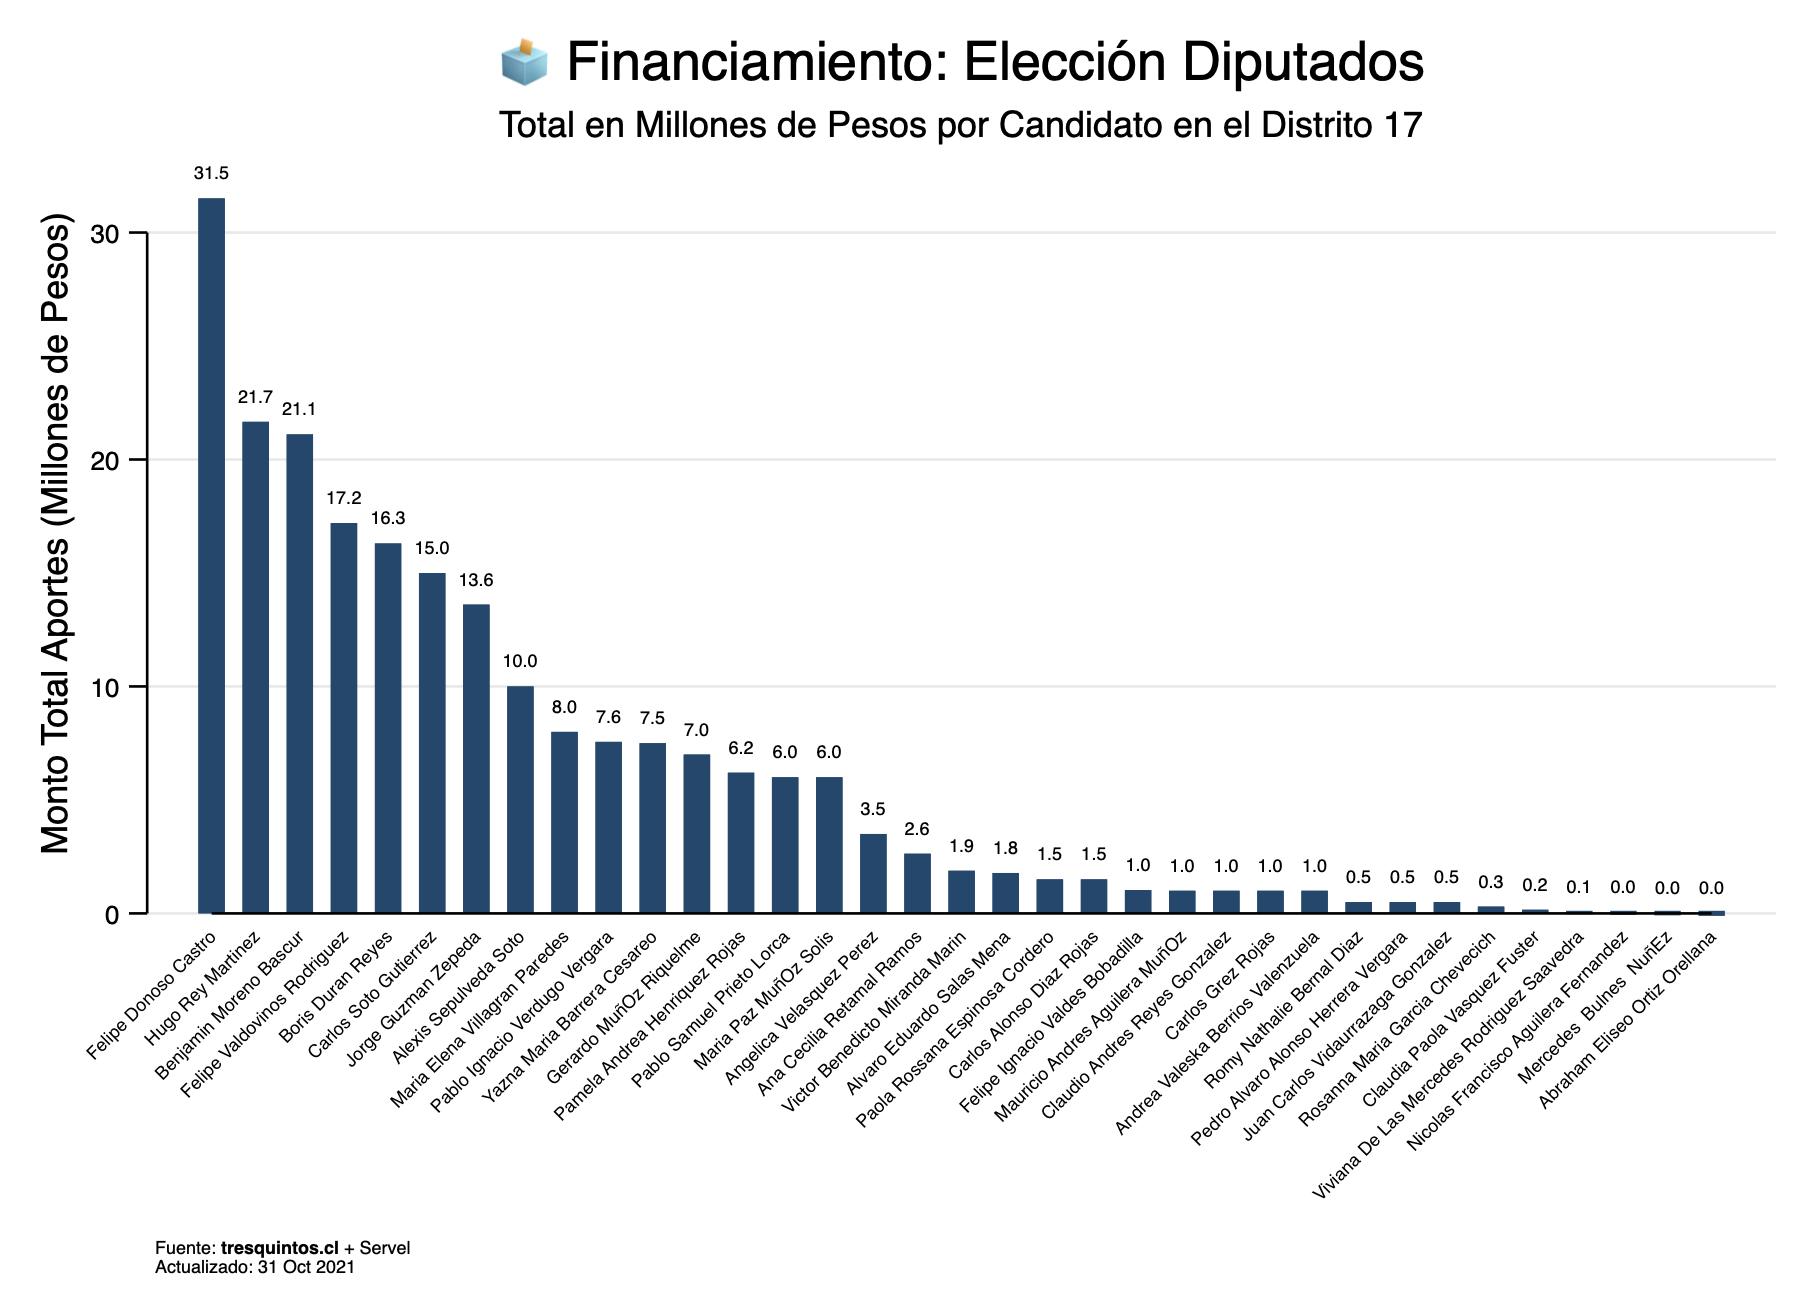 Financiamiento: Elección Diputados
Total en Millones de Pesos por Candidato en el Distrito 17
Monto Total Aportes (Millones de Pesos)
30
20
10
0
31.5
21.7
21.1
17.2
16.3
15.0
13.6
10.0
8.0
7.6
7.5
7.0
6.2
6.0
6.0
3.5
2.6
1.9
1.8
1.5
1.5
1.0
1.0
1.0
1.0
1.0
0.5
0.5
0.5
0.3
0.2
0.1
0.0
0.0
0.0
Felipe Donoso Castro
Hugo Rey Martinez
Benjamin Moreno Bascur
Felipe Valdovinos Rodriguez
Boris Duran Reyes
Carlos Soto Gutierrez
Jorge Guzman Zepeda
Alexis Sepulveda Soto
Maria Elena Villagran Paredes
Pablo Ignacio Verdugo Vergara
Yazna Maria Barrera Cesareo
Gerardo MuñOz Riquelme
Pamela Andrea Henriquez Rojas
Pablo Samuel Prieto Lorca
Maria Paz MuñOz Solis
Angelica Velasquez Perez
Ana Cecilia Retamal Ramos
Victor Benedicto Miranda Marin
Alvaro Eduardo Salas Mena
Paola Rossana Espinosa Cordero
Carlos Alonso Diaz Rojas
Felipe Ignacio Valdes Bobadilla
Mauricio Andres Aguilera MuñOz
Claudio Andres Reyes Gonzalez
Carlos Grez Rojas
Andrea Valeska Berrios Valenzuela
Romy Nathalie Bernal Diaz
Pedro Alvaro Alonso Herrera Vergara
Juan Carlos Vidaurrazaga Gonzalez
Rosanna Maria Garcia Chevecich
Claudia Paola Vasquez Fuster
Viviana De Las Mercedes Rodriguez Saavedra
Nicolas Francisco Aguilera Fernandez
Mercedes  Bulnes  NuñEz
Abraham Eliseo Ortiz Orellana
Fuente: tresquintos.cl + Servel
Actualizado: 31 Oct 2021